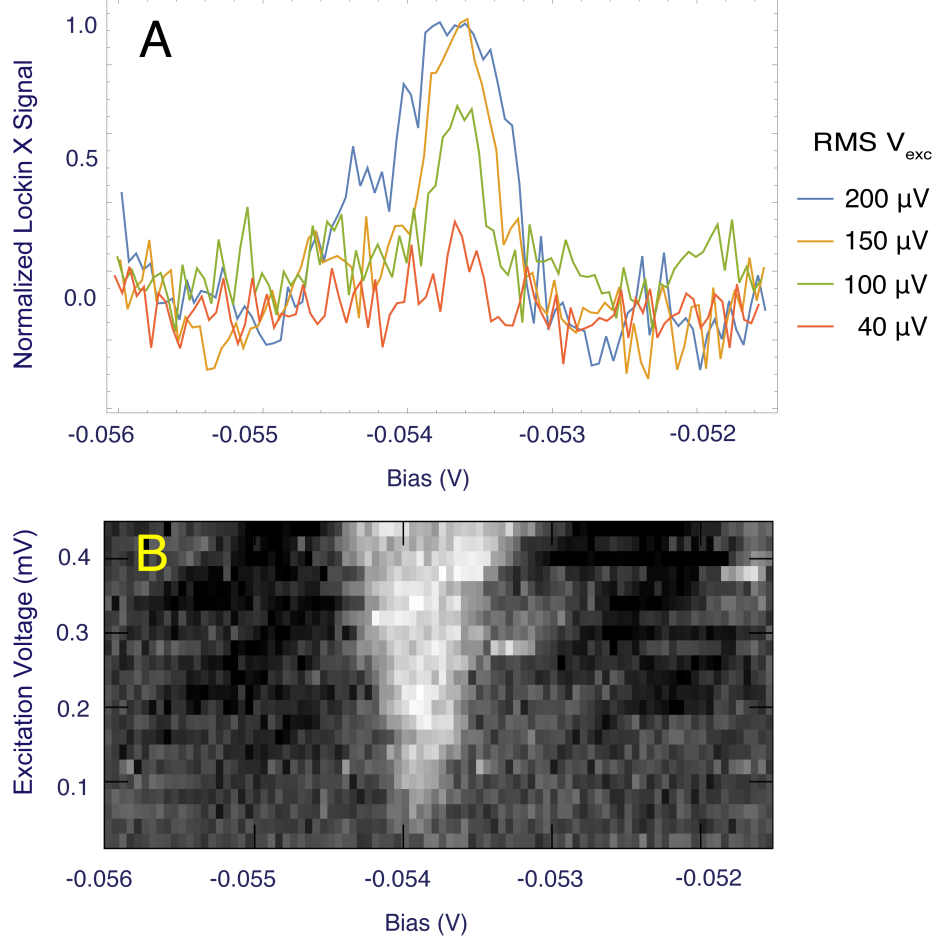 A
1.0
0.5
0.0
Normalized Lockin X Signal
-0.056 -0.055 -0.054 -0.053 -0.052
Bias (V)
RMS Vexc
200 μV
150 μV
100 μV
40 μV
B
0.4
0.3
0.2
0.1
Excitation Voltage (mV)
-0.056 -0.055 -0.054 -0.053 -0.052
Bias (V)